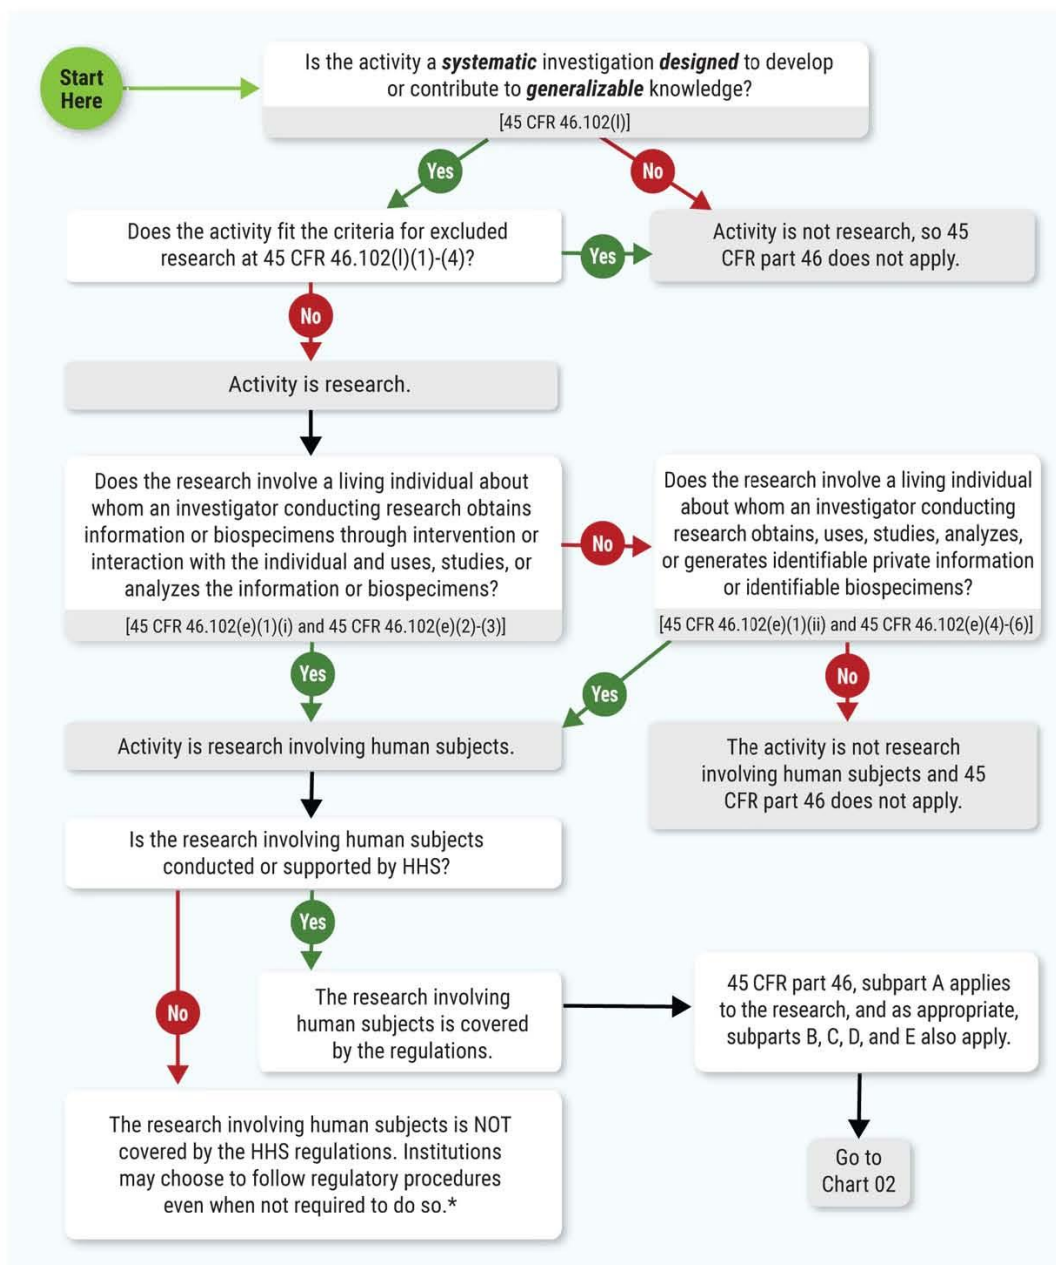 Start
Here
Is the activity a systematic investigation designed to develop
or contribute to generalizable knowledge?
[45 CFR 46.102(l)]
Yes
No
Does the activity fit the criteria for excluded
research at 45 CFR 46.102(l)(1)-(4)?
Yes
Activity is not research, so 45
CFR part 46 does not apply.
No
Activity is research.
Does the research involve a living individual about
whom an investigator conducting research obtains
information or biospecimens through intervention or
interaction with the individual and uses, studies, or
analyzes the information or biospecimens?
[45 CFR 46.102(e)(1)(i) and 45 CFR 46.102(e)(2)-(3)]
No
Does the research involve a living individual
about whom an investigator conducting
research obtains, uses, studies, analyzes,
or generates identifiable private information
or identifiable biospecimens?
[45 CFR 46.102(e)(1)(ii) and 45 CFR 46.102(e)(4)-(6)]
Yes
Yes
No
Activity is research involving human subjects.
The activity is not research
involving human subjects and 45
CFR part 46 does not apply.
Is the research involving human subjects
conducted or supported by HHS?
Yes
No
The research involving
human subjects is covered
by the regulations.
45 CFR part 46, subpart A applies
to the research, and as appropriate,
subparts B, C, D, and E also apply.
The research involving human subjects is NOT
covered by the HHS regulations. Institutions
may choose to follow regulatory procedures
even when not required to do so.*
Go to
Chart 02